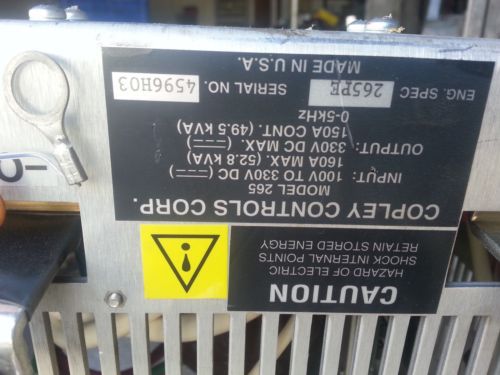 CAUTION
HAZARD OF ELECTRIC
SHOCK INTERNAL POINTS
RETAIN STORED ENERGY
COPLEY CONTROLS CORP.
MODEL 265
INPUT: 100V TO 330V DC
160A MAX. (52.8 kVA)
OUTPUT: 330V DC MAX.
150A CONT. (49.5 kVA)
0-5kHz
ENG. SPEC 265PE SERIAL NO. 4596H03
MADE IN U.S.A.